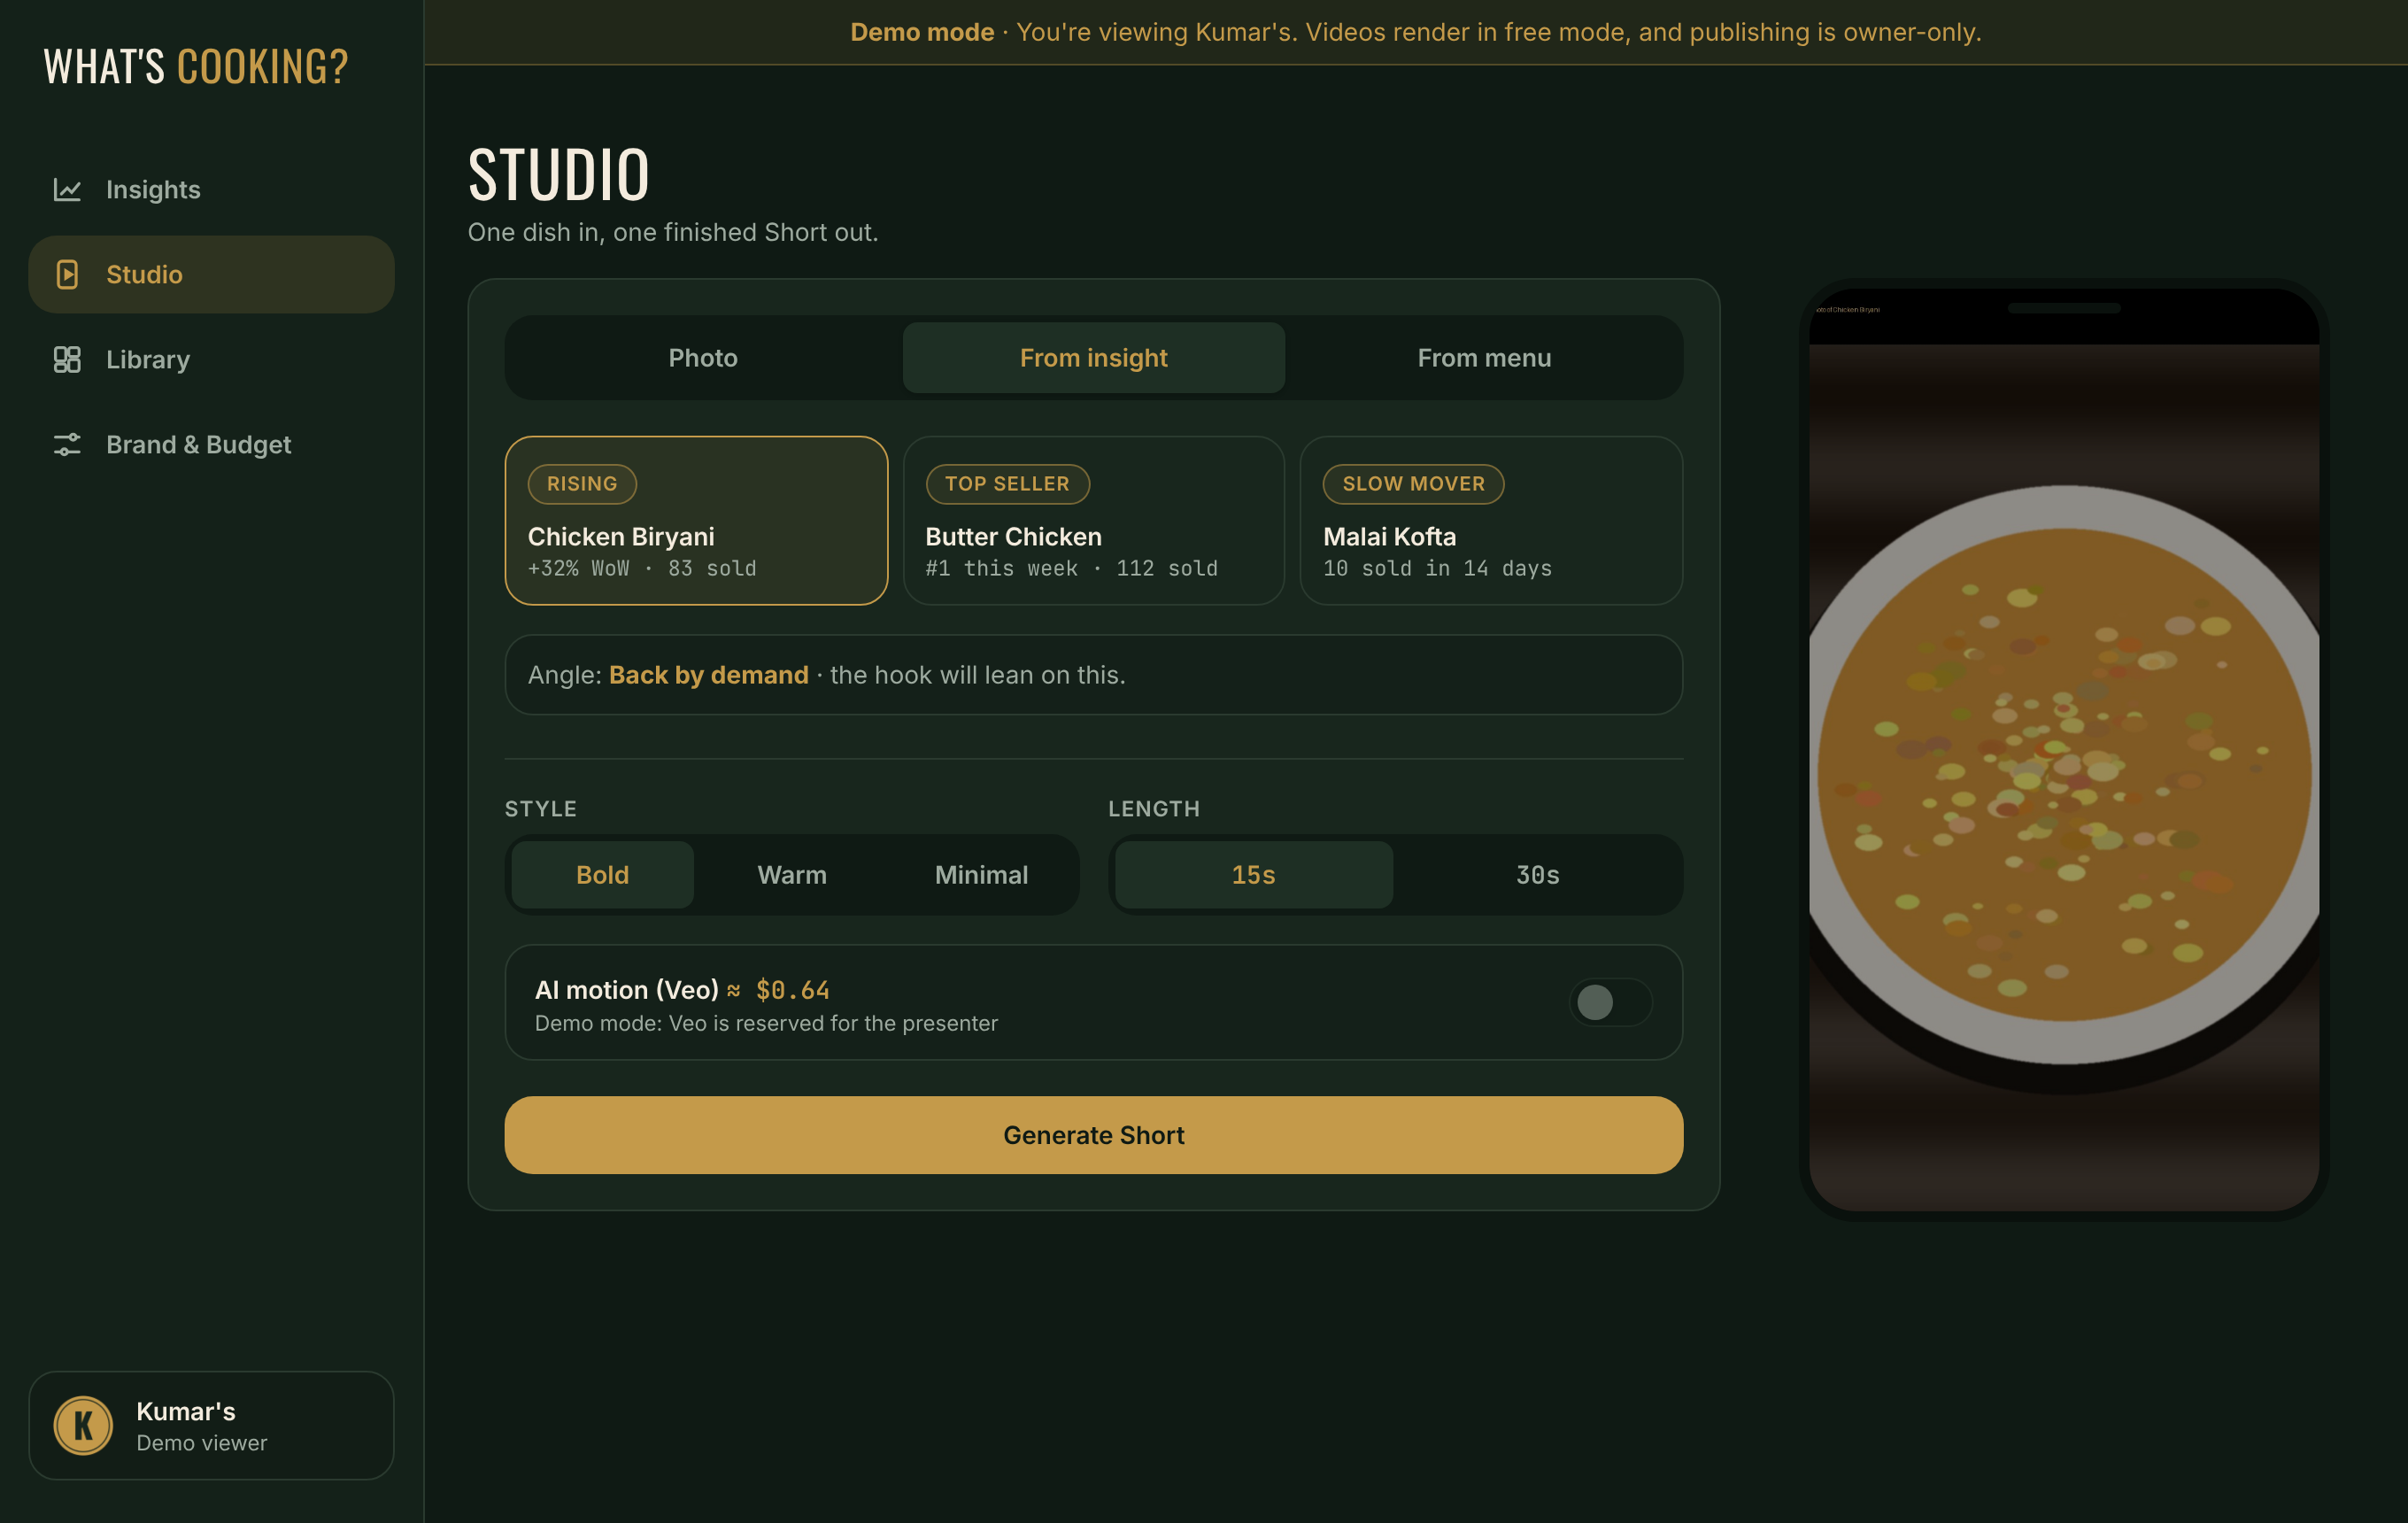 WHAT'S COOKING?
Insights
Studio
Library
Brand & Budget
Kumar's
Demo viewer
Demo mode · You're viewing Kumar's. Videos render in free mode, and publishing is owner-only.
STUDIO
One dish in, one finished Short out.
Photo
From insight
From menu
RISING
Chicken Biryani
+32% WoW · 83 sold
TOP SELLER
Butter Chicken
#1 this week · 112 sold
SLOW MOVER
Malai Kofta
10 sold in 14 days
Angle: Back by demand · the hook will lean on this.
STYLE
Bold
Warm
Minimal
LENGTH
15s
30s
AI motion (Veo) ≈ $0.64
Demo mode: Veo is reserved for the presenter
Generate Short
K
of Chicken Biryani